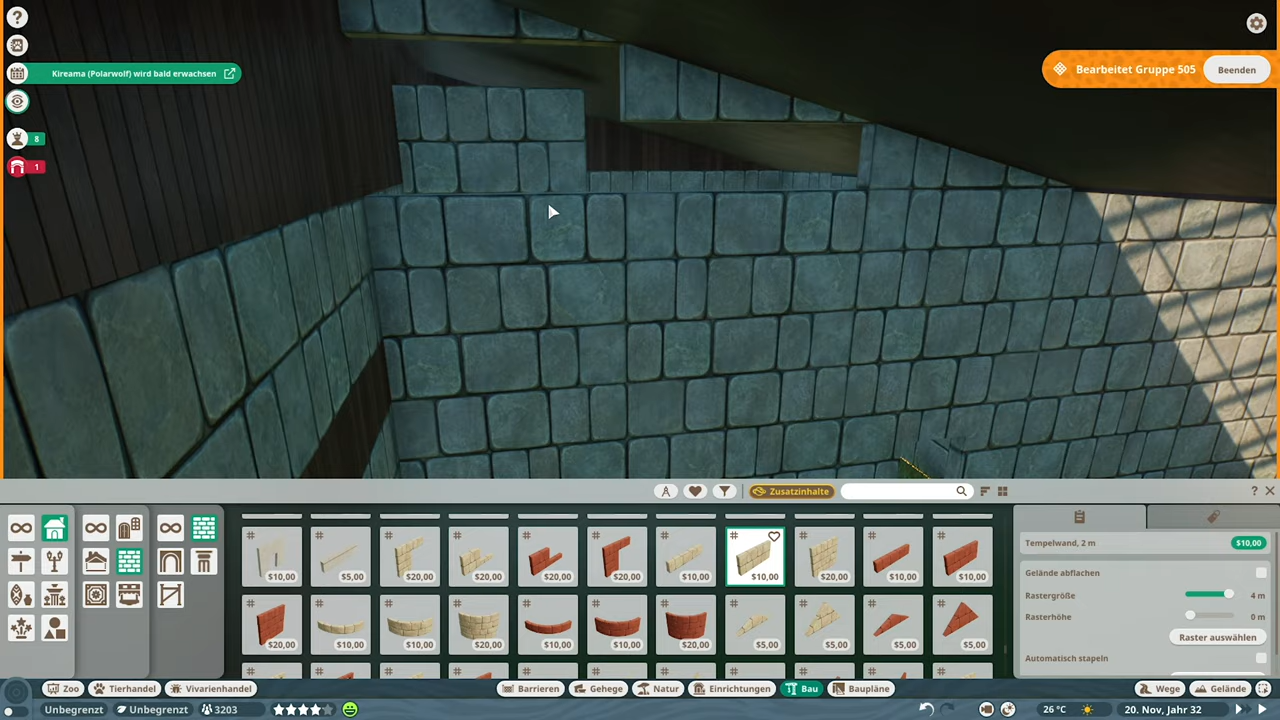 ?
Kireama (Polarwolf) wird bald erwachsen
8
1
Bearbeitet Gruppe 505
Beenden
Zusatzinhalte
? 
$10,00 $5,00 $20,00 $20,00 $20,00 $20,00 $10,00 $10,00 $20,00 $10,00 $10,00
$20,00 $10,00 $10,00 $20,00 $10,00 $10,00 $20,00 $5,00 $5,00 $5,00 $5,00
Tempelwand, 2 m $10,00
Gelände abflachen
Rastergröße 4 m
Rasterhöhe 0 m
Raster auswählen
Automatisch stapeln
Zoo Tierhandel Vivarienhandel Barrieren Gehege Natur Einrichtungen Bau Baupläne Wege Gelände
Unbegrenzt Unbegrenzt 3203 26 °C 20. Nov, Jahr 32